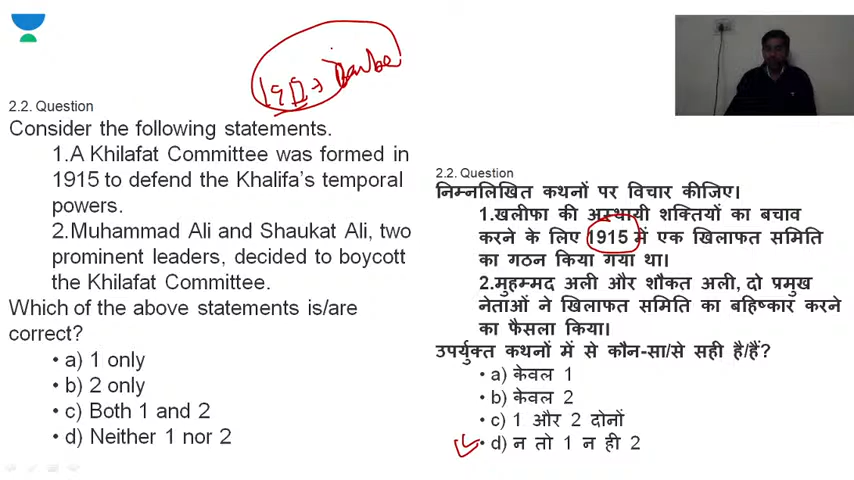 2.2. Question
Consider the following statements.
1.A Khilafat Committee was formed in
1915 to defend the Khalifa's temporal
powers.
2.Muhammad Ali and Shaukat Ali, two
prominent leaders, decided to boycott
the Khilafat Committee.
Which of the above statements is/are
correct?
• a) 1 only
• b) 2 only
• c) Both 1 and 2
• d) Neither 1 nor 2
2.2. Question
निम्नलिखित कथनों पर विचार कीजिए।
1.खलीफा की अस्थायी शक्तियों का बचाव
करने के लिए 1915 में एक खिलाफत समिति
का गठन किया गया था।
2.मुहम्मद अली और शौकत अली, दो प्रमुख
नेताओं ने खिलाफत समिति का बहिष्कार करने
का फैसला किया।
उपर्युक्त कथनों में से कौन-सा/से सही है/हैं?
• a) केवल 1
• b) केवल 2
• c) 1 और 2 दोनों
• d) न तो 1 न ही 2